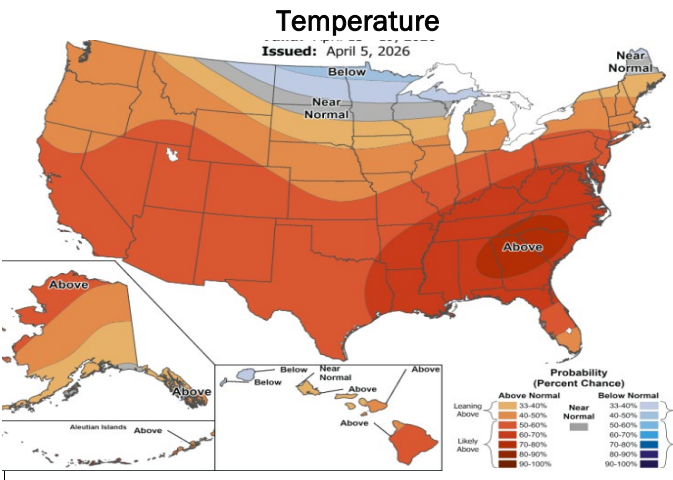 Temperature
Issued: April 5, 2026
Below
Near
Normal
Near
Normal
Above
Above
Above
Aleutian Islands
Above
Below
Below
Near
Normal
Above
Above
Above
Probability
(Percent Chance)
Above Normal
Below Normal
Leaning
Above
Likely
Above
33-40%
40-50%
50-60%
60-70%
70-80%
80-90%
90-100%
Near
Normal
33-40%
40-50%
50-60%
60-70%
70-80%
80-90%
90-100%